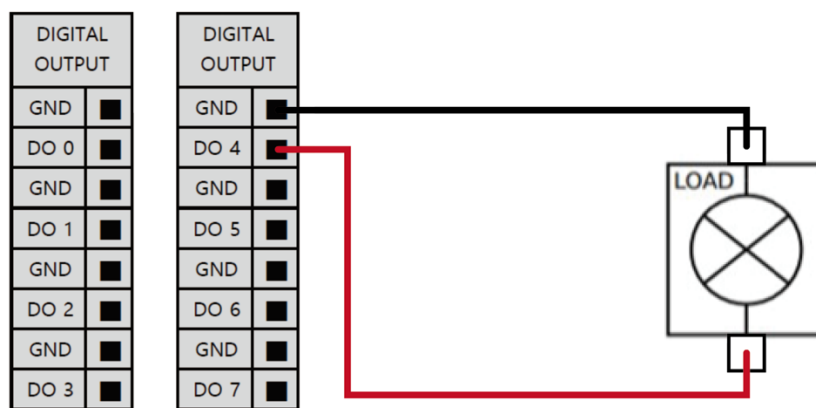 DIGITAL
OUTPUT
GND
DO 0
GND
DO 1
GND
DO 2
GND
DO 3
DIGITAL
OUTPUT
GND
DO 4
GND
DO 5
GND
DO 6
GND
DO 7
LOAD